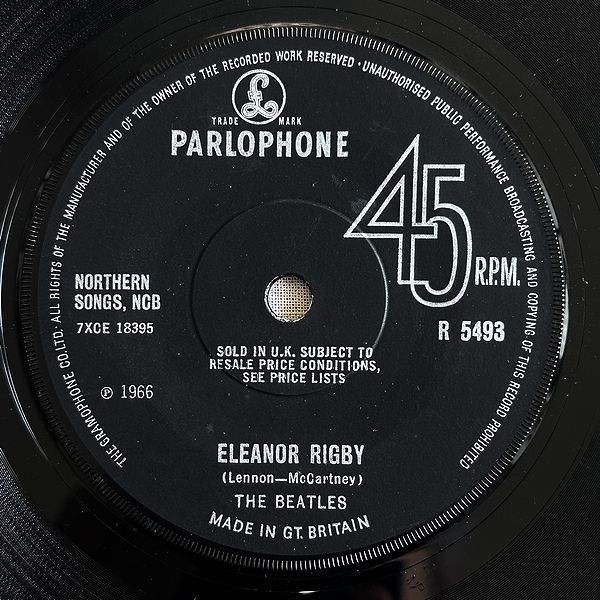 THE GRAMOPHONE CO.LTD. ALL RIGHTS OF THE MANUFACTURER AND OF THE OWNER OF THE RECORDED WORK RESERVED · UNAUTHORISED PUBLIC PERFORMANCE BROADCASTING AND COPYING OF THIS RECORD PROHIBITED
£
TRADE MARK
PARLOPHONE
45 R.P.M.
NORTHERN
SONGS, NCB
7XCE 18395
R 5493
SOLD IN U.K. SUBJECT TO
RESALE PRICE CONDITIONS,
SEE PRICE LISTS
℗ 1966
ELEANOR RIGBY
(Lennon—McCartney)
THE BEATLES
MADE IN GT. BRITAIN